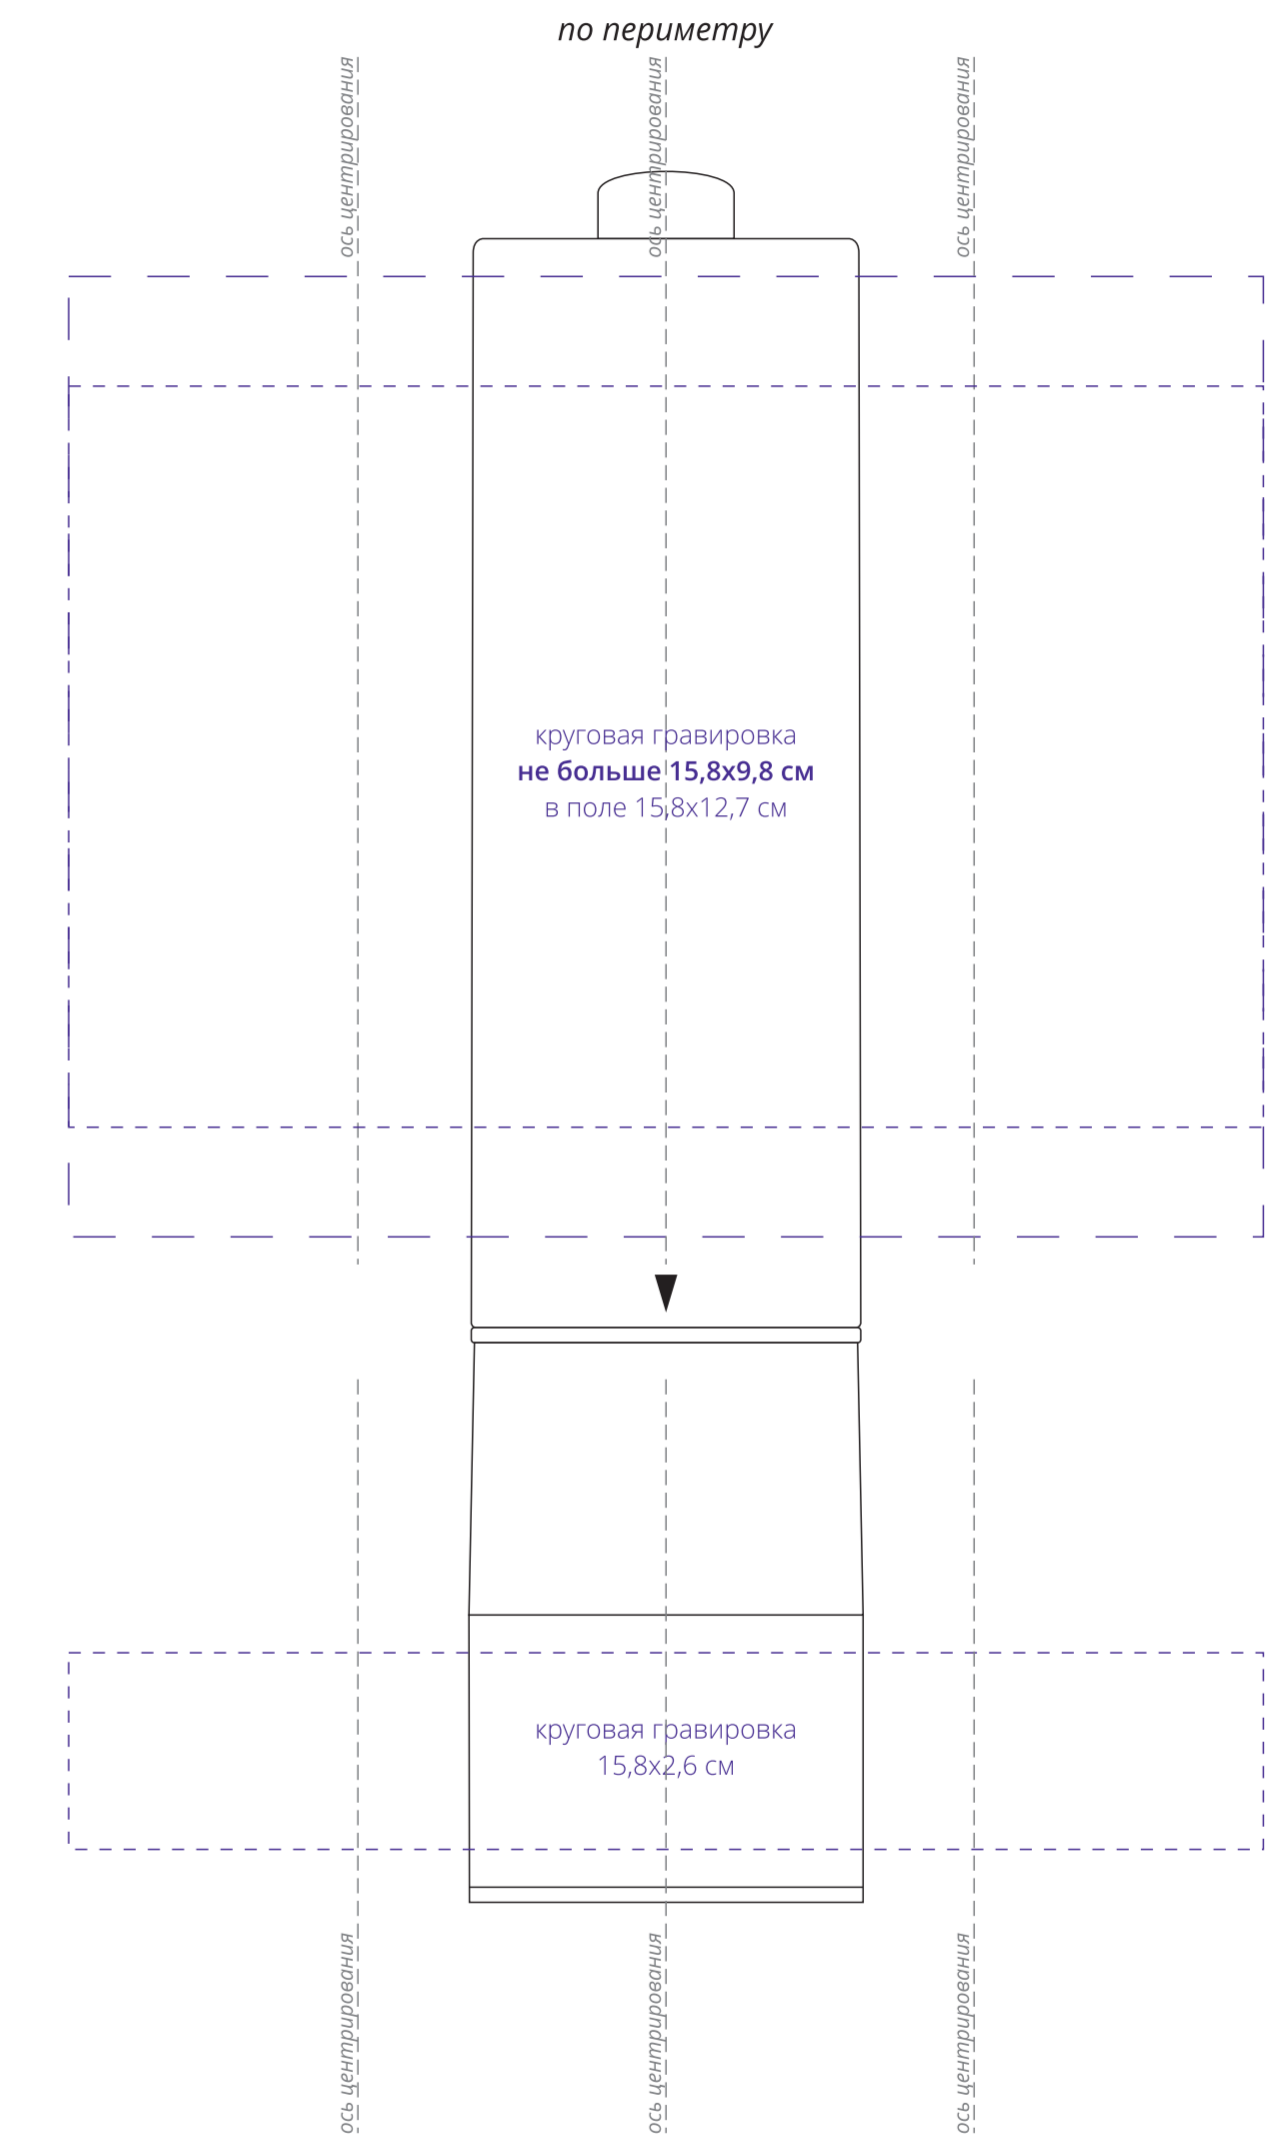 по периметру
ось центрирования
ось центрирования
ось центрирования
круговая гравировка
не больше 15,8х9,8 см
в поле 15,8х12,7 см
круговая гравировка
15,8х2,6 см
ось центрирования
ось центрирования
ось центрирования